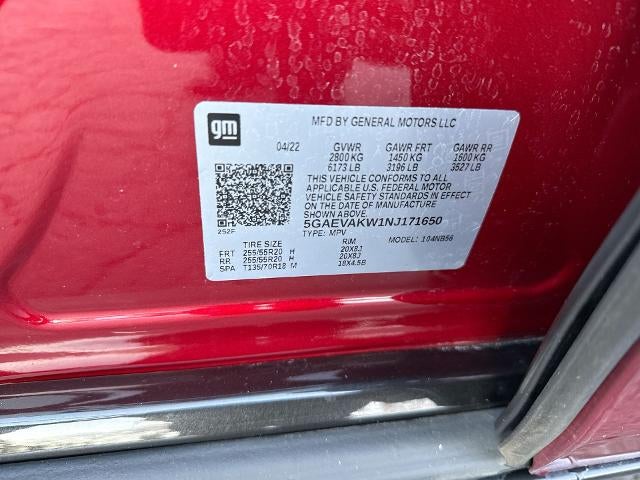 gm
MFD BY GENERAL MOTORS LLC
04/22 GVWR GAWR FRT GAWR RR
2800 KG 1450 KG 1600 KG
6173 LB 3196 LB 3527 LB
THIS VEHICLE CONFORMS TO ALL
APPLICABLE U.S. FEDERAL MOTOR
VEHICLE SAFETY STANDARDS IN EFFECT
ON THE DATE OF MANUFACTURE
SHOWN ABOVE.
5GAEVAKW1NJ171650
252F
TYPE: MPV MODEL: 104NB56
TIRE SIZE RIM
FRT 255/55R20 H 20X8J
RR 255/55R20 H 20X8J
SPA T135/70R18 M 18X4.5B